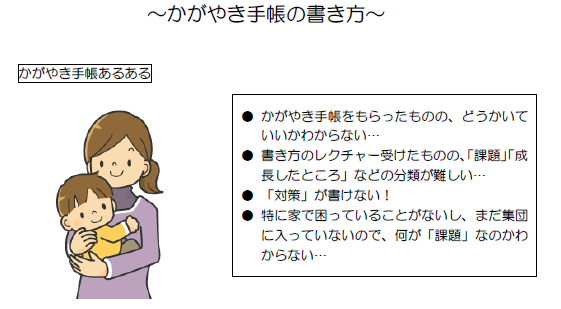 ～かがやき手帳の書き方～
かがやき手帳あるある
● かがやき手帳をもらったものの、どうかいて
いいかわからない…
● 書き方のレクチャー受けたものの､｢課題｣｢成
長したところ」などの分類が難しい…
● 「対策」が書けない！
● 特に家で困っていることがないし、まだ集団
に入っていないので、何が「課題」なのかわ
からない…